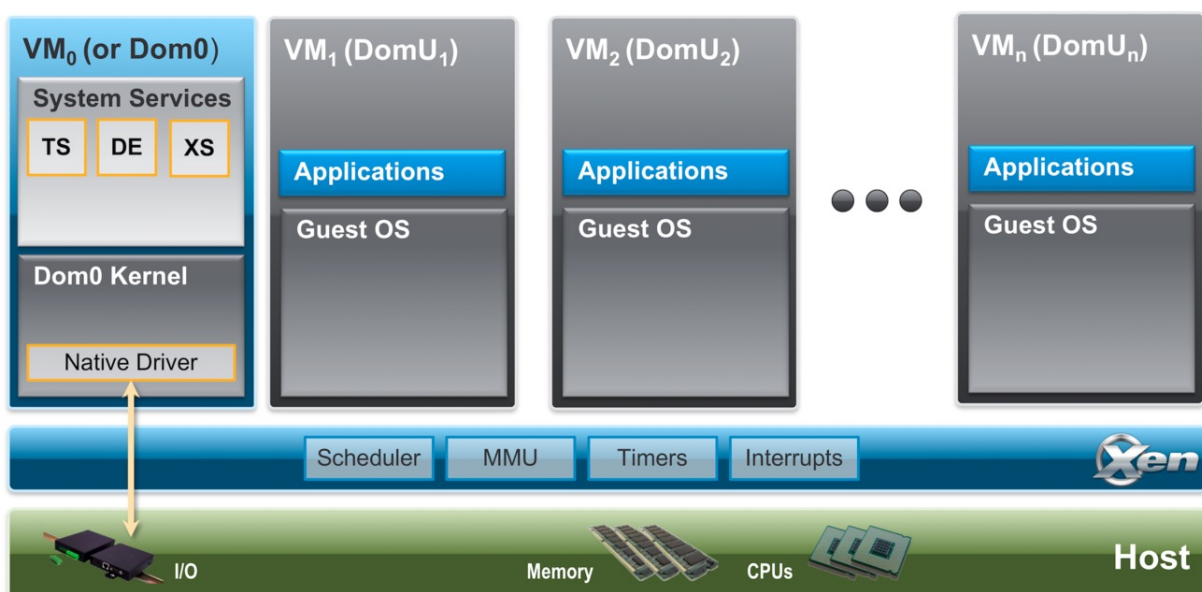 VM₀ (or Dom0)
System Services
TS DE XS
Dom0 Kernel
Native Driver
VM₁ (DomU₁)
Applications
Guest OS
VM₂ (DomU₂)
Applications
Guest OS
VMₙ (DomUₙ)
Applications
Guest OS
Scheduler MMU Timers Interrupts
Xen
I/O Memory CPUs Host